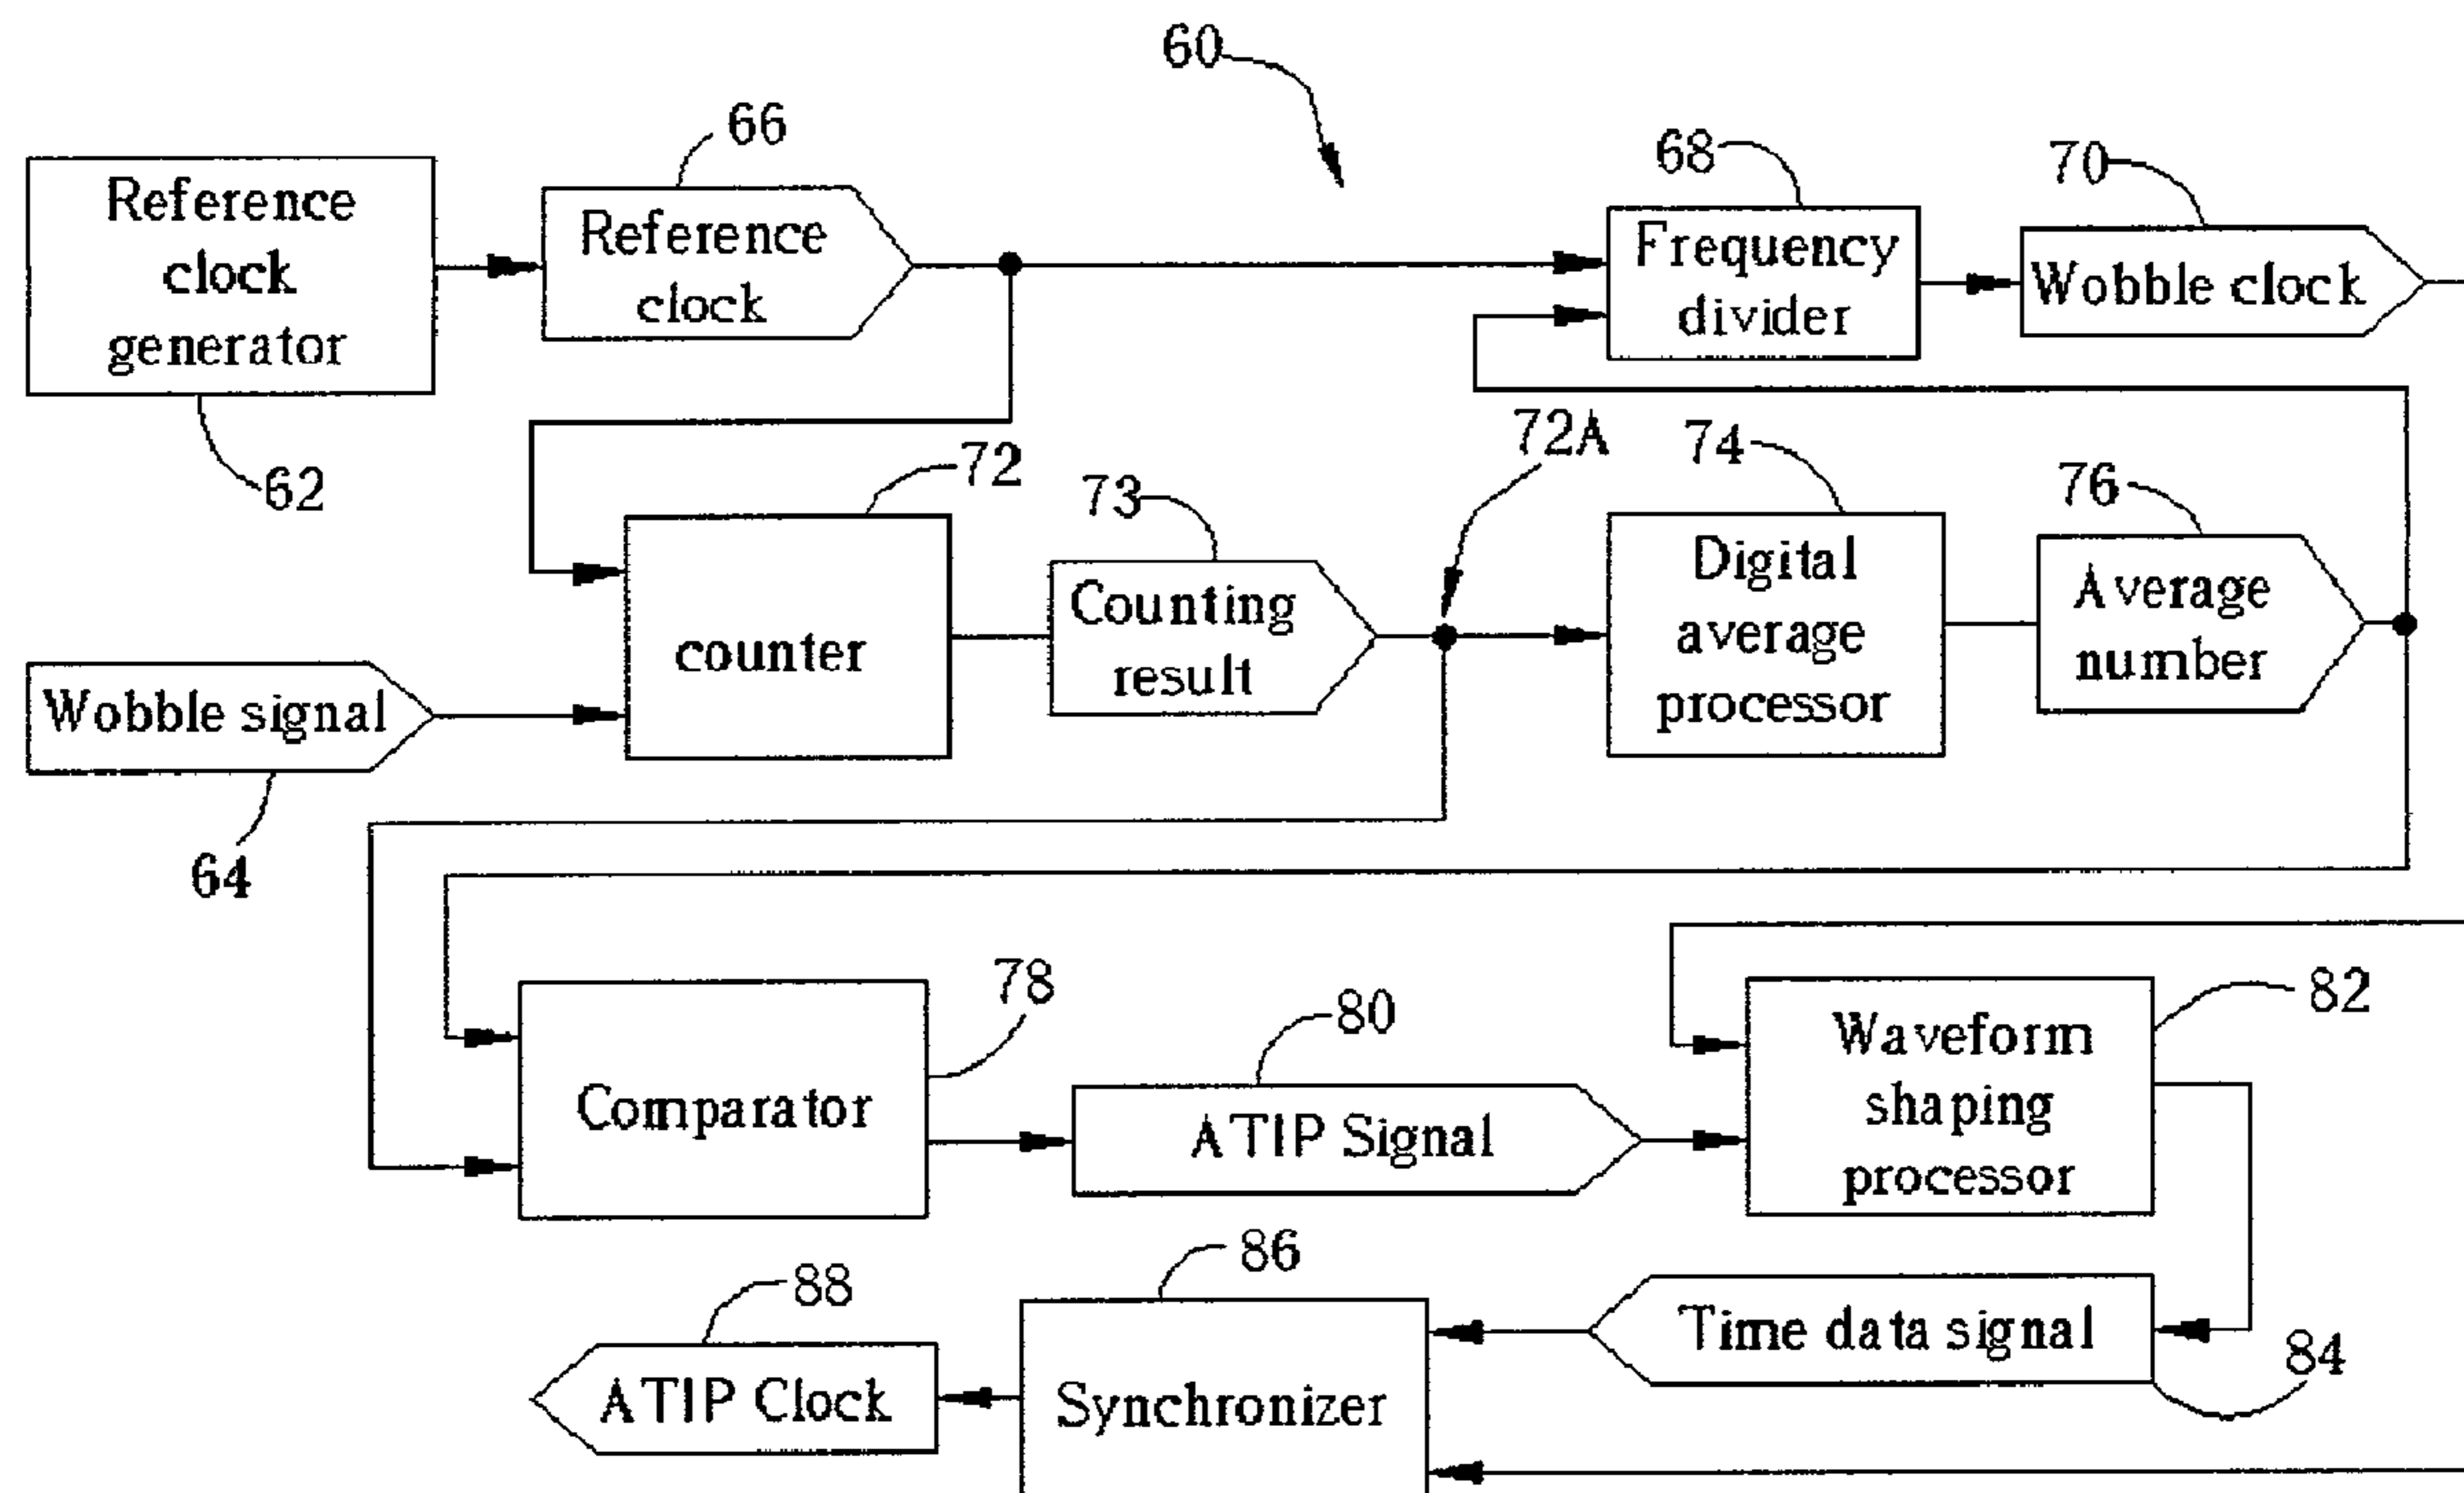 60
66
68
70
Reference
clock
generator
Reference
clock
Frequency
divider
Wobble clock
62
72
73
72A
74
76
counter
Counting
result
Digital
average
processor
Average
number
Wobble signal
64
78
80
82
Comparator
ATIP Signal
Waveform
shaping
processor
86
88
84
Time data signal
Synchronizer
ATIP Clock